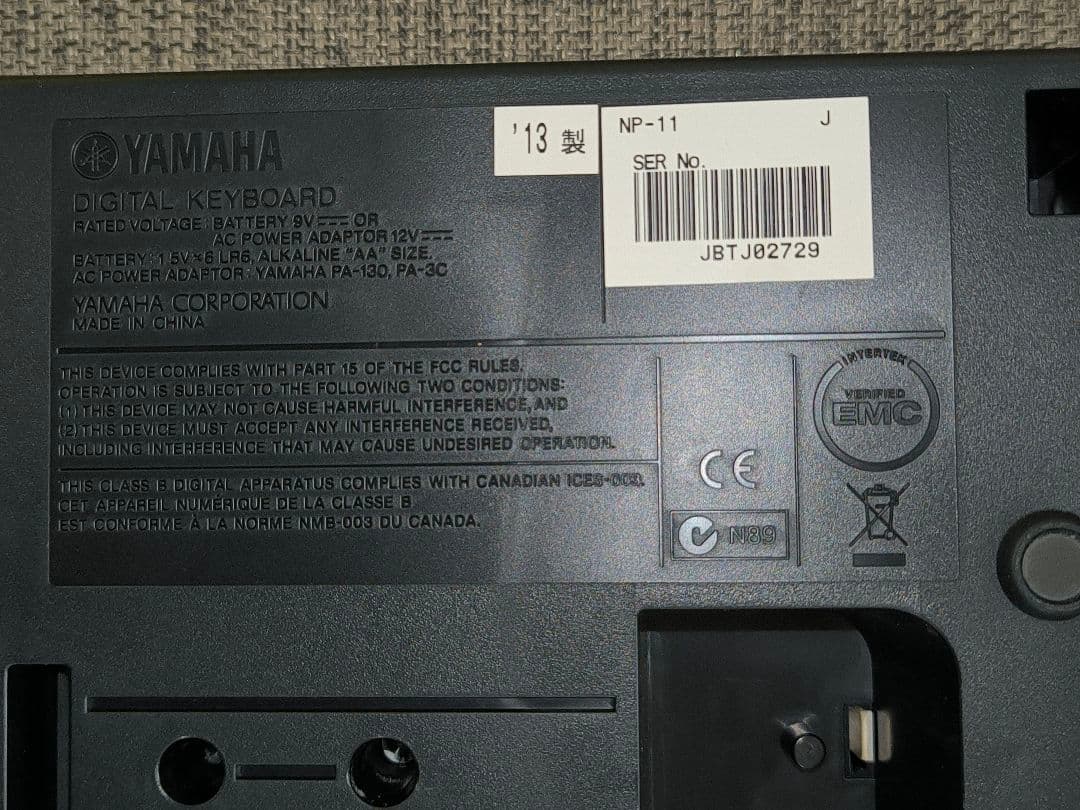 YAMAHA
DIGITAL KEYBOARD
RATED VOLTAGE: BATTERY 9V OR
AC POWER ADAPTOR 12V
BATTERY: 1.5V×6 LR6, ALKALINE "AA" SIZE.
AC POWER ADAPTOR: YAMAHA PA-130, PA-3C
YAMAHA CORPORATION
MADE IN CHINA
'13 製
NP-11 J
SER No.
JBTJ02729
THIS DEVICE COMPLIES WITH PART 15 OF THE FCC RULES.
OPERATION IS SUBJECT TO THE FOLLOWING TWO CONDITIONS:
(1) THIS DEVICE MAY NOT CAUSE HARMFUL INTERFERENCE, AND
(2) THIS DEVICE MUST ACCEPT ANY INTERFERENCE RECEIVED,
INCLUDING INTERFERENCE THAT MAY CAUSE UNDESIRED OPERATION.
THIS CLASS B DIGITAL APPARATUS COMPLIES WITH CANADIAN ICES-003.
CET APPAREIL NUMÉRIQUE DE LA CLASSE B
EST CONFORME À LA NORME NMB-003 DU CANADA.
CE
N89
INTERTEK
VERIFIED
EMC